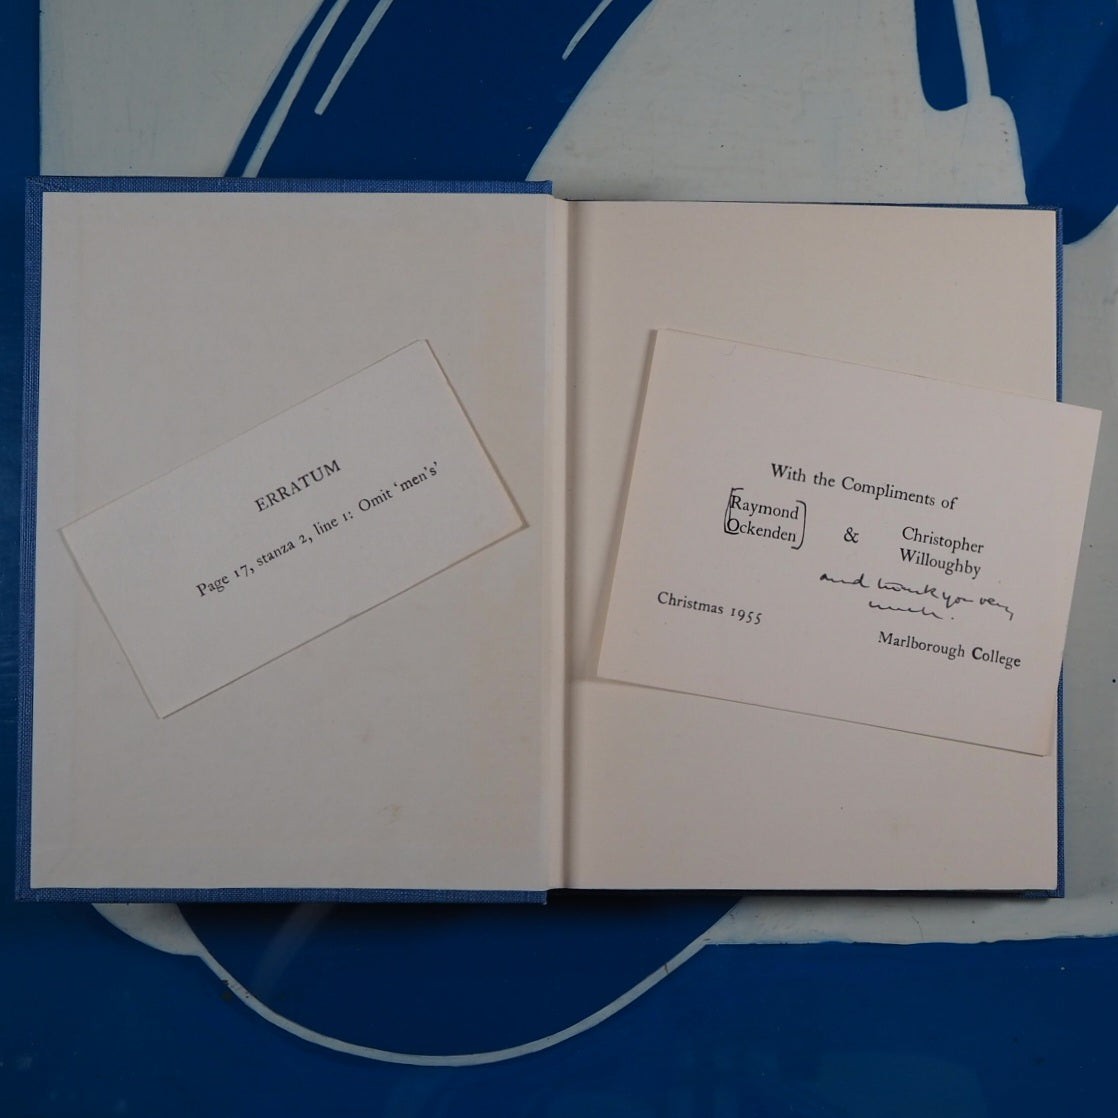 ERRATUM
Page 17, stanza 2, line 1: Omit 'men's'
With the Compliments of
[Raymond Ockenden] & Christopher Willoughby
and thank you very
much.
Christmas 1955
Marlborough College